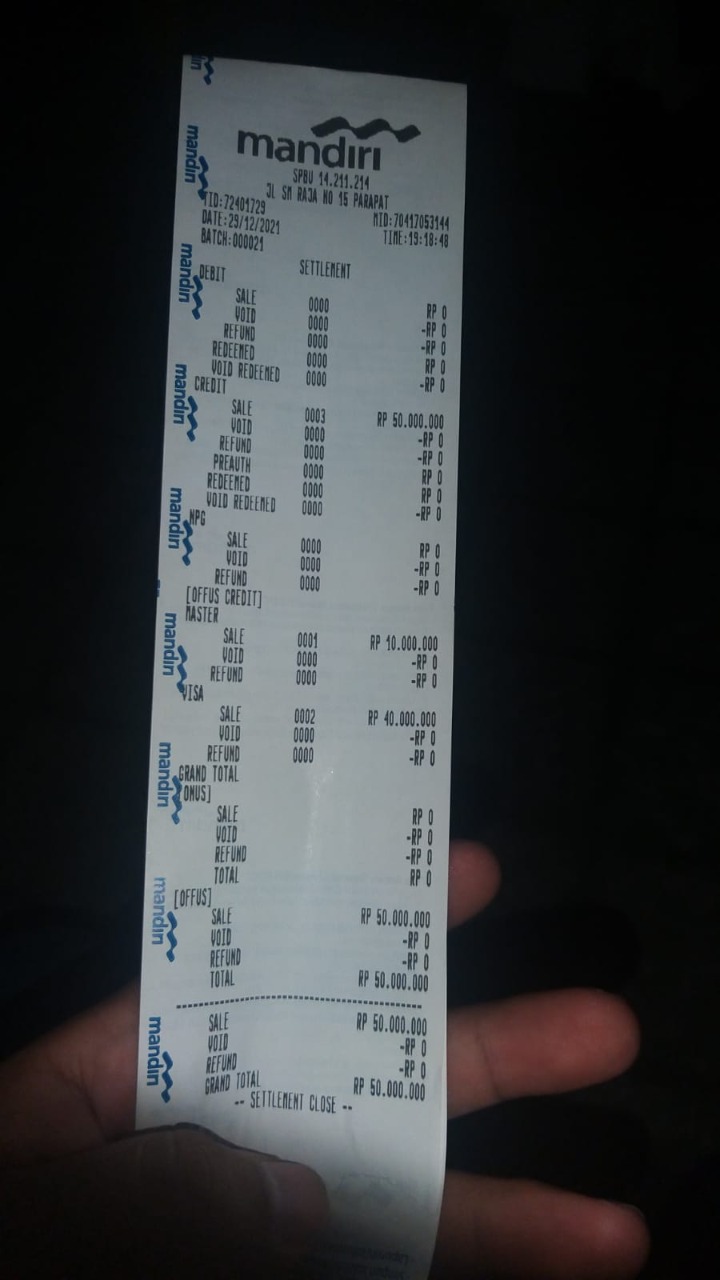 mandiri
SPBU 14.211.214
JL SM RAJA NO 15 PARAPAT
TID:72401729 MID:70417053144
DATE:29/12/2021 TIME:19:18:48
BATCH:000021
SETTLEMENT
DEBIT
SALE 0000 RP 0
VOID 0000 -RP 0
REFUND 0000 -RP 0
REDEEMED 0000 RP 0
VOID REDEEMED 0000 -RP 0
CREDIT
SALE 0003 RP 50.000.000
VOID 0000 -RP 0
REFUND 0000 -RP 0
PREAUTH 0000 RP 0
REDEEMED 0000 RP 0
VOID REDEEMED 0000 -RP 0
NPG
SALE 0000 RP 0
VOID 0000 -RP 0
REFUND 0000 -RP 0
[OFFUS CREDIT]
MASTER
SALE 0001 RP 10.000.000
VOID 0000 -RP 0
REFUND 0000 -RP 0
VISA
SALE 0002 RP 40.000.000
VOID 0000 -RP 0
REFUND 0000 -RP 0
GRAND TOTAL
[ONUS]
SALE RP 0
VOID -RP 0
REFUND -RP 0
TOTAL RP 0
[OFFUS]
SALE RP 50.000.000
VOID -RP 0
REFUND -RP 0
TOTAL RP 50.000.000
SALE RP 50.000.000
VOID -RP 0
REFUND -RP 0
GRAND TOTAL RP 50.000.000
-- SETTLEMENT CLOSE --
mandiri
mandiri
mandiri
mandiri
mandiri
mandiri
mandiri
mandiri